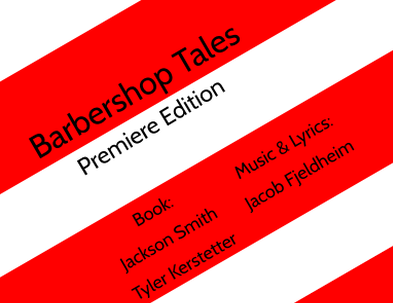 Barbershop Tales
Premiere Edition
Book:
Jackson Smith
Tyler Kerstetter
Music & Lyrics:
Jacob Fjeldheim